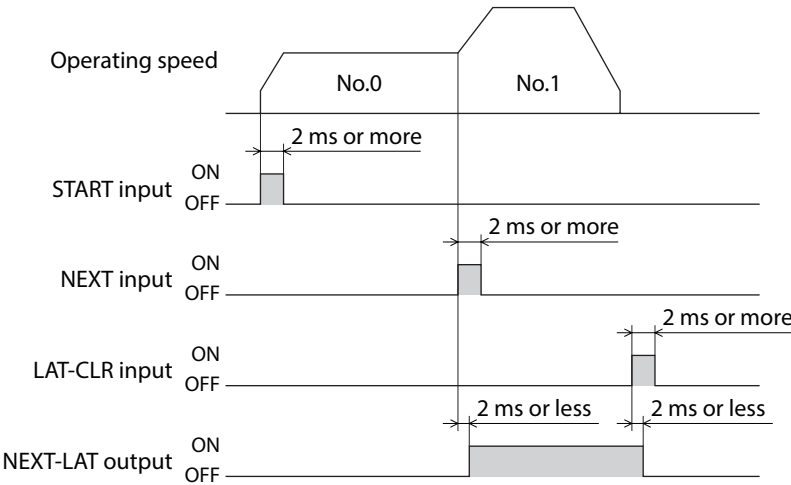 Operating speed
No.0
No.1
2 ms or more
START input
ON
OFF
2 ms or more
NEXT input
ON
OFF
2 ms or more
LAT-CLR input
ON
OFF
2 ms or less
2 ms or less
NEXT-LAT output
ON
OFF